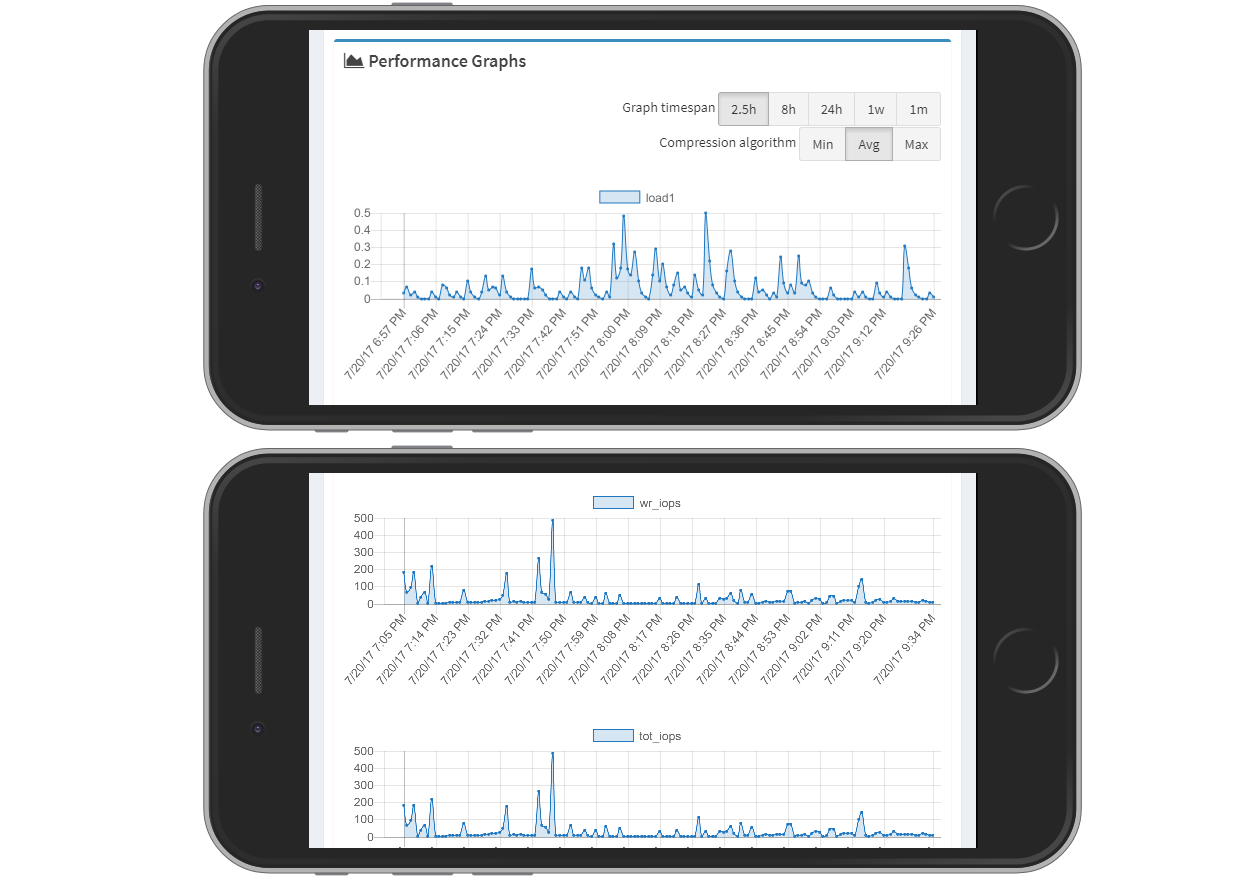 Performance Graphs
Graph timespan 2.5h 8h 24h 1w 1m
Compression algorithm Min Avg Max
load1
0.5
0.4
0.3
0.2
0.1
0
7/20/17 6:57 PM 7/20/17 7:06 PM 7/20/17 7:15 PM 7/20/17 7:24 PM 7/20/17 7:33 PM 7/20/17 7:42 PM 7/20/17 7:51 PM 7/20/17 8:00 PM 7/20/17 8:09 PM 7/20/17 8:18 PM 7/20/17 8:27 PM 7/20/17 8:36 PM 7/20/17 8:45 PM 7/20/17 8:54 PM 7/20/17 9:03 PM 7/20/17 9:12 PM 7/20/17 9:26 PM
wr_iops
500
400
300
200
100
0
7/20/17 7:05 PM 7/20/17 7:14 PM 7/20/17 7:23 PM 7/20/17 7:32 PM 7/20/17 7:41 PM 7/20/17 7:50 PM 7/20/17 7:59 PM 7/20/17 8:08 PM 7/20/17 8:17 PM 7/20/17 8:26 PM 7/20/17 8:35 PM 7/20/17 8:44 PM 7/20/17 8:53 PM 7/20/17 9:02 PM 7/20/17 9:11 PM 7/20/17 9:20 PM 7/20/17 9:34 PM
tot_iops
500
400
300
200
100
0